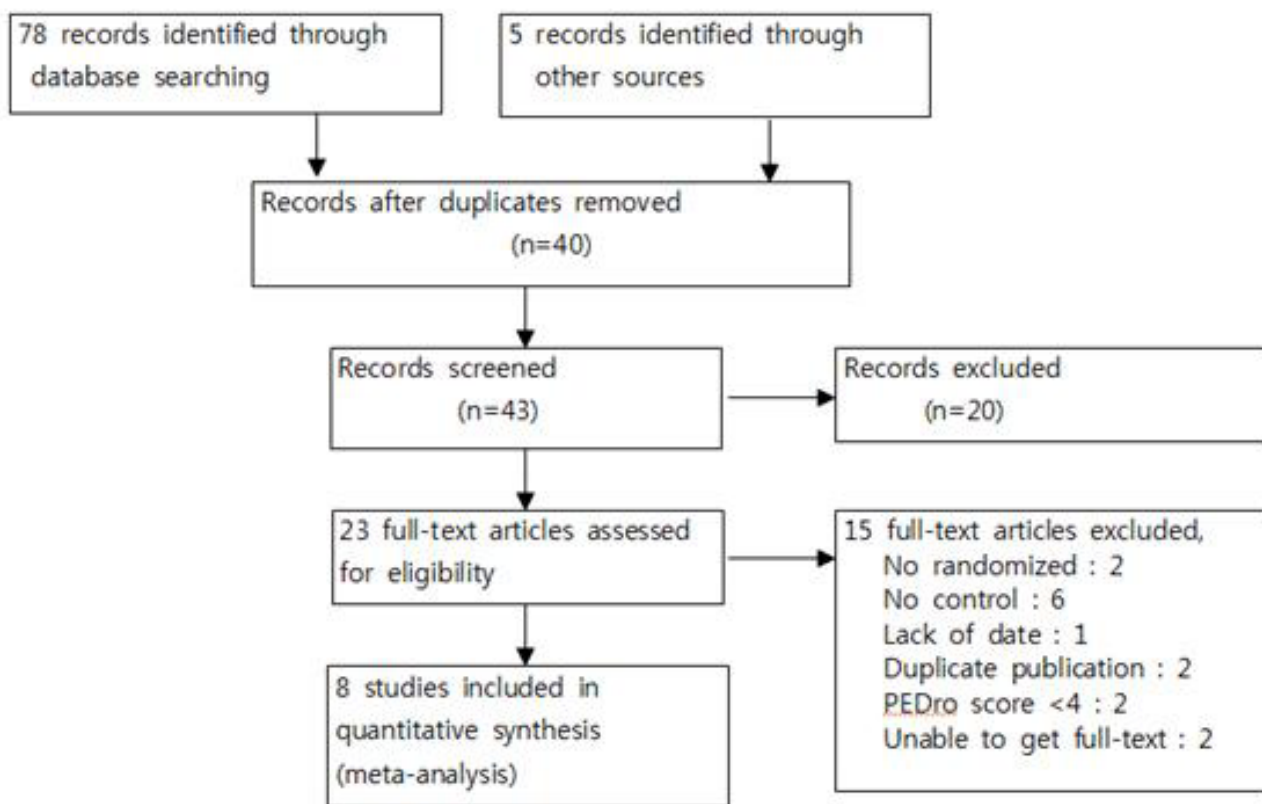 78 records identified through
database searching
5 records identified through
other sources
Records after duplicates removed
(n=40)
Records screened
(n=43)
Records excluded
(n=20)
23 full-text articles assessed
for eligibility
15 full-text articles excluded,
No randomized : 2
No control : 6
Lack of date : 1
Duplicate publication : 2
PEDro score <4 : 2
Unable to get full-text : 2
8 studies included in
quantitative synthesis
(meta-analysis)